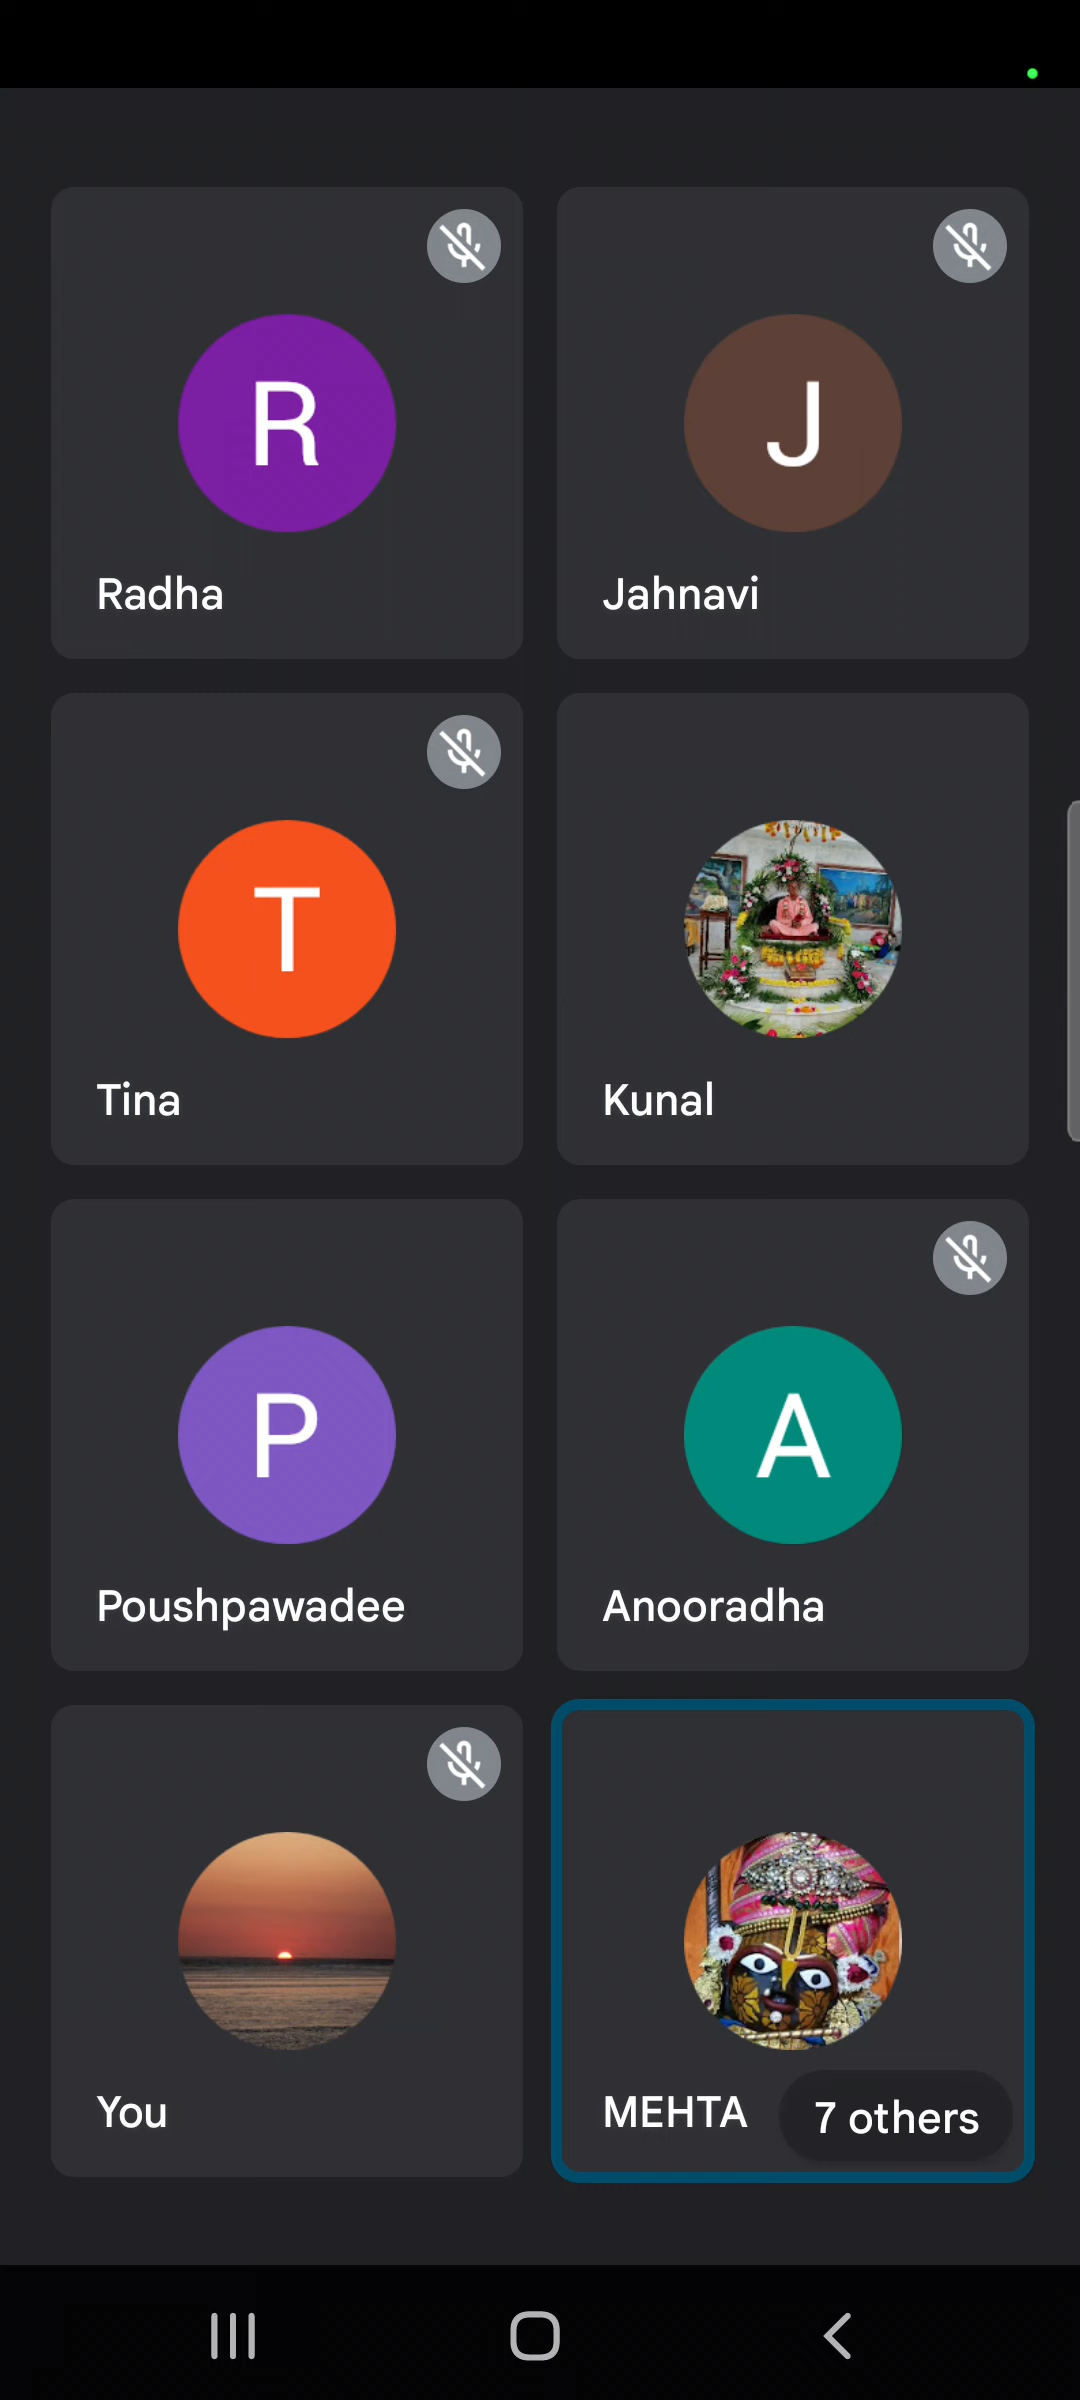 R
J
Radha
Jahnavi
T
Tina
Kunal
P
A
Poushpawadee
Anooradha
You
MEHTA
7 others